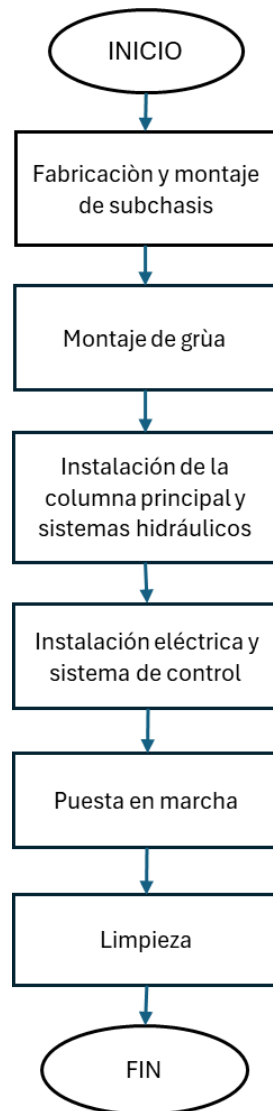 INICIO
Fabricaciòn y montaje
de subchasis
Montaje de grùa
Instalación de la
columna principal y
sistemas hidráulicos
Instalación eléctrica y
sistema de control
Puesta en marcha
Limpieza
FIN